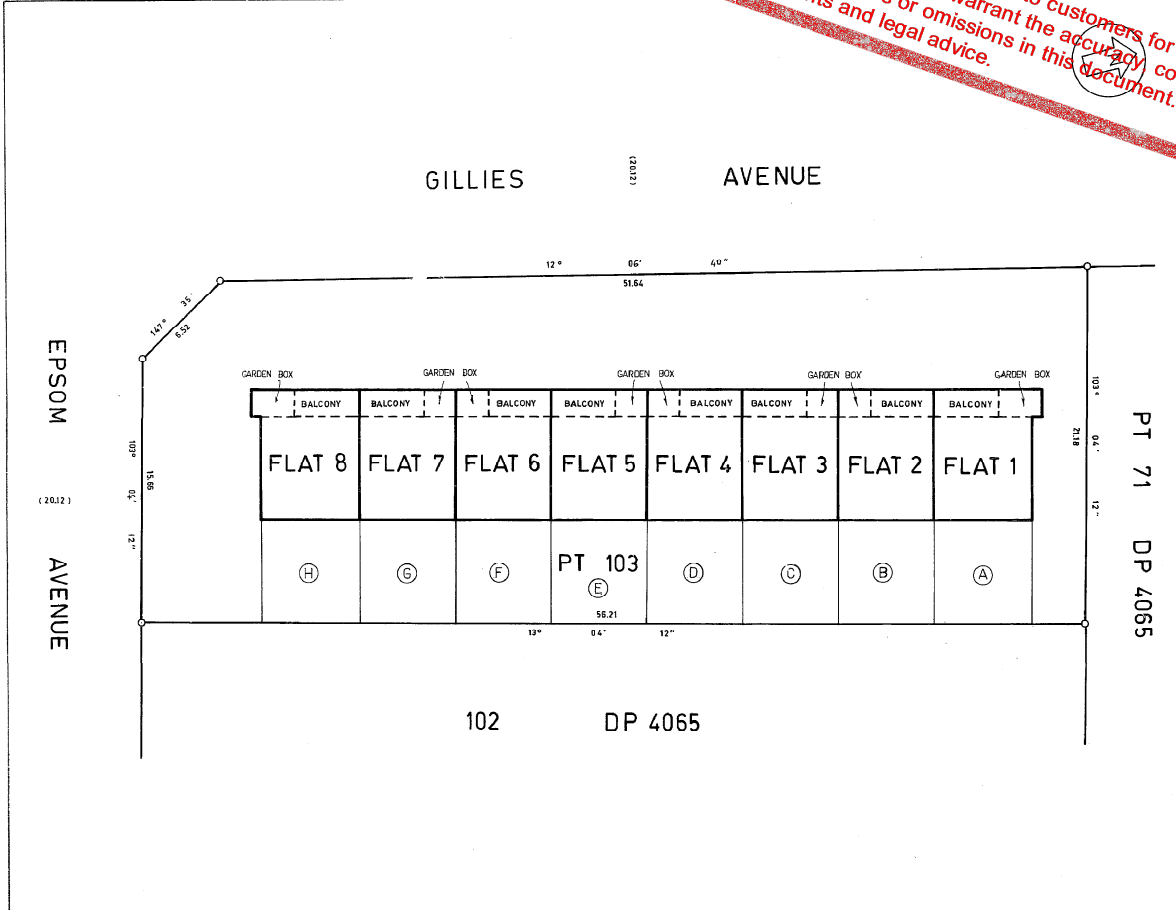 to customers for
warrant the accuracy, co
s or omissions in this document.
nts and legal advice.
GILLIES (20.12) AVENUE
12° 06' 40"
51.64
147° 35'
6.52
EPSOM (20.12) AVENUE
103° 04' 12"
15.66
GARDEN BOX GARDEN BOX GARDEN BOX GARDEN BOX GARDEN BOX
BALCONY BALCONY BALCONY BALCONY BALCONY BALCONY BALCONY BALCONY
FLAT 8 FLAT 7 FLAT 6 FLAT 5 FLAT 4 FLAT 3 FLAT 2 FLAT 1
PT 103
H G F E D C B A
56.21
13° 04' 12"
103° 04' 12"
21.18
PT 71 DP 4065
102 DP 4065